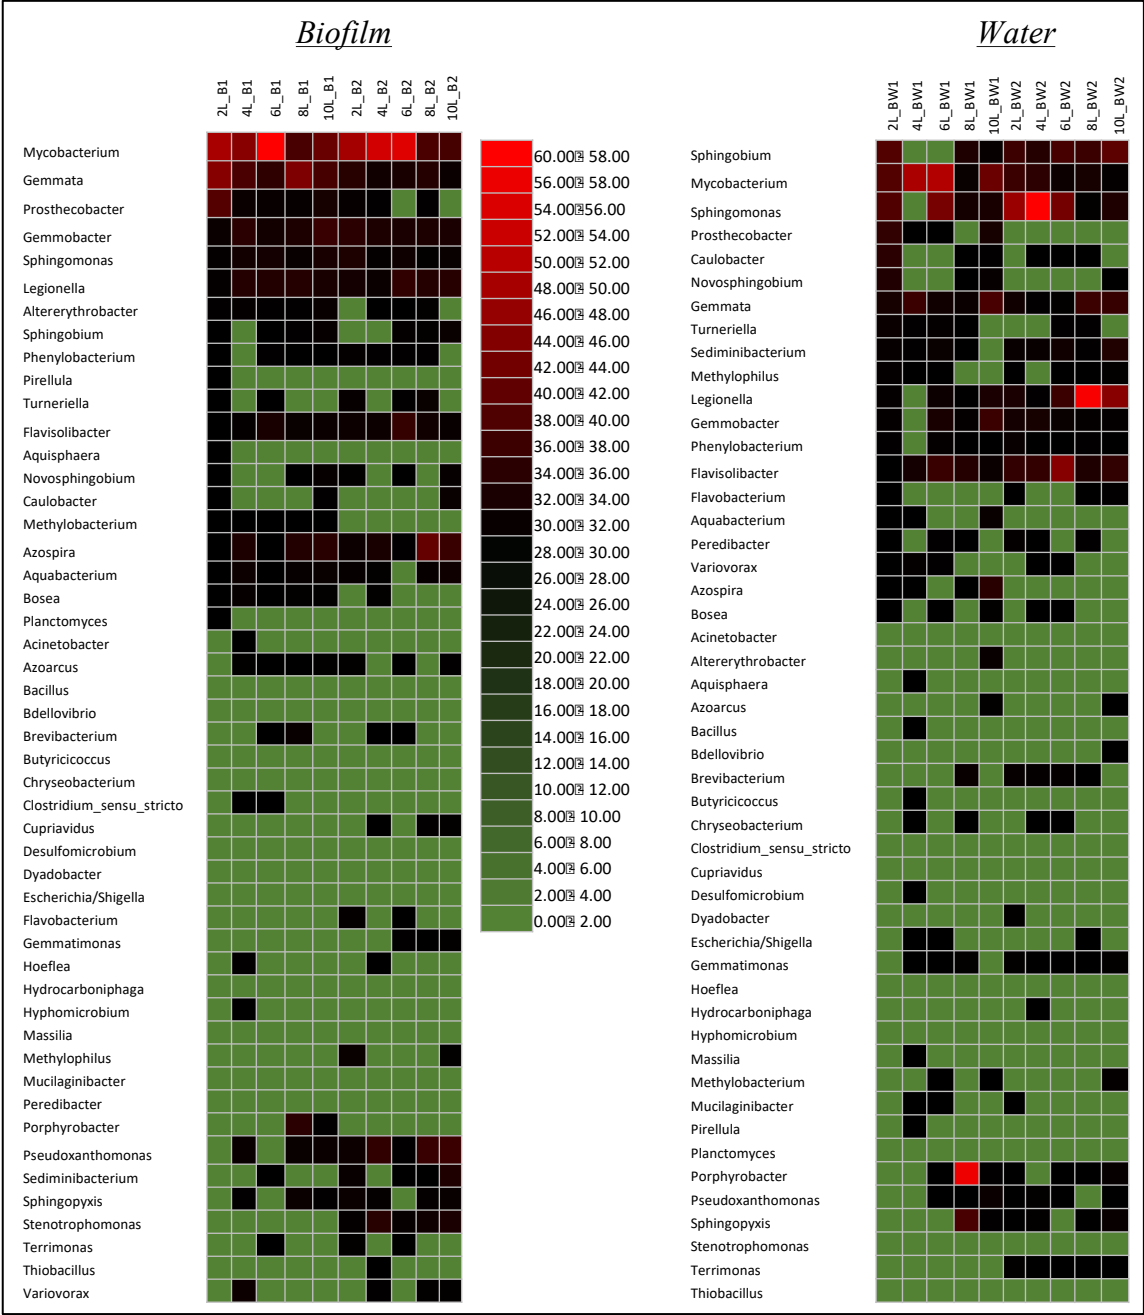 Biofilm
2L_B1
4L_B1
6L_B1
8L_B1
10L_B1
2L_B2
4L_B2
6L_B2
8L_B2
10L_B2
Mycobacterium
Gemmata
Prosthecobacter
Gemmobacter
Sphingomonas
Legionella
Altererythrobacter
Sphingobium
Phenylobacterium
Pirellula
Turneriella
Flavisolibacter
Aquisphaera
Novosphingobium
Caulobacter
Methylobacterium
Azospira
Aquabacterium
Bosea
Planctomyces
Acinetobacter
Azoarcus
Bacillus
Bdellovibrio
Brevibacterium
Butyricicoccus
Chryseobacterium
Clostridium_sensu_stricto
Cupriavidus
Desulfomicrobium
Dyadobacter
Escherichia/Shigella
Flavobacterium
Gemmatimonas
Hoeflea
Hydrocarboniphaga
Hyphomicrobium
Massilia
Methylophilus
Mucilaginibacter
Peredibacter
Porphyrobacter
Pseudoxanthomonas
Sediminibacterium
Sphingopyxis
Stenotrophomonas
Terrimonas
Thiobacillus
Variovorax
60.00⍰ 58.00
56.00⍰ 58.00
54.00⍰56.00
52.00⍰ 54.00
50.00⍰ 52.00
48.00⍰ 50.00
46.00⍰ 48.00
44.00⍰ 46.00
42.00⍰ 44.00
40.00⍰ 42.00
38.00⍰ 40.00
36.00⍰ 38.00
34.00⍰ 36.00
32.00⍰ 34.00
30.00⍰ 32.00
28.00⍰ 30.00
26.00⍰ 28.00
24.00⍰ 26.00
22.00⍰ 24.00
20.00⍰ 22.00
18.00⍰ 20.00
16.00⍰ 18.00
14.00⍰ 16.00
12.00⍰ 14.00
10.00⍰ 12.00
8.00⍰ 10.00
6.00⍰ 8.00
4.00⍰ 6.00
2.00⍰ 4.00
0.00⍰ 2.00
Water
2L_BW1
4L_BW1
6L_BW1
8L_BW1
10L_BW1
2L_BW2
4L_BW2
6L_BW2
8L_BW2
10L_BW2
Sphingobium
Mycobacterium
Sphingomonas
Prosthecobacter
Caulobacter
Novosphingobium
Gemmata
Turneriella
Sediminibacterium
Methylophilus
Legionella
Gemmobacter
Phenylobacterium
Flavisolibacter
Flavobacterium
Aquabacterium
Peredibacter
Variovorax
Azospira
Bosea
Acinetobacter
Altererythrobacter
Aquisphaera
Azoarcus
Bacillus
Bdellovibrio
Brevibacterium
Butyricicoccus
Chryseobacterium
Clostridium_sensu_stricto
Cupriavidus
Desulfomicrobium
Dyadobacter
Escherichia/Shigella
Gemmatimonas
Hoeflea
Hydrocarboniphaga
Hyphomicrobium
Massilia
Methylobacterium
Mucilaginibacter
Pirellula
Planctomyces
Porphyrobacter
Pseudoxanthomonas
Sphingopyxis
Stenotrophomonas
Terrimonas
Thiobacillus